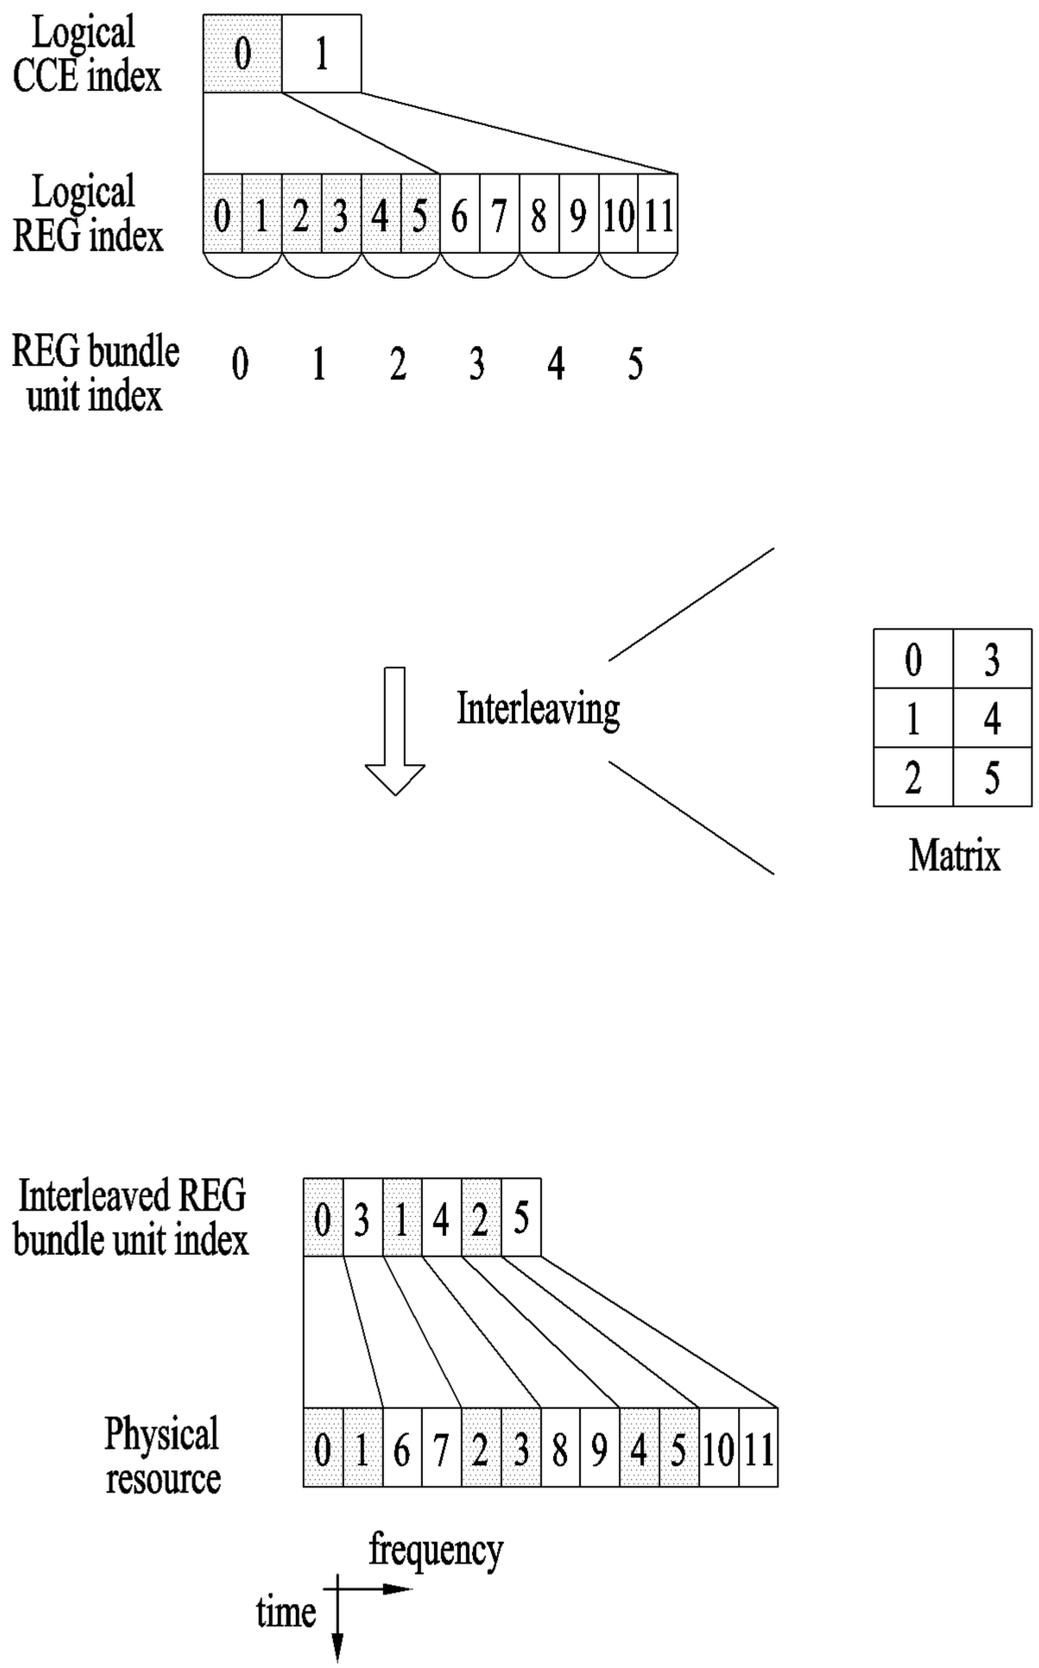 Logical
CCE index
0 1
Logical
REG index
0 1 2 3 4 5 6 7 8 9 10 11
REG bundle
unit index
0 1 2 3 4 5
Interleaving
0 3
1 4
2 5
Matrix
Interleaved REG
bundle unit index
0 3 1 4 2 5
Physical
resource
0 1 6 7 2 3 8 9 4 5 10 11
frequency
time